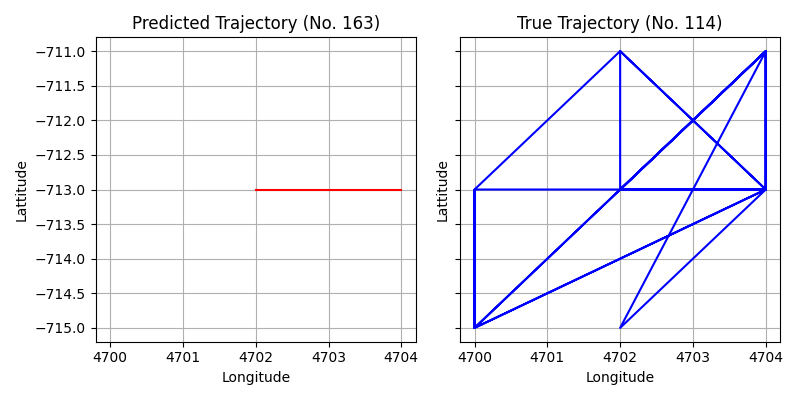 Predicted Trajectory (No. 163)
True Trajectory (No. 114)
−711.0
−711.5
−712.0
−712.5
−713.0
−713.5
−714.0
−714.5
−715.0
Lattitude
Lattitude
4700 4701 4702 4703 4704
4700 4701 4702 4703 4704
Longitude
Longitude